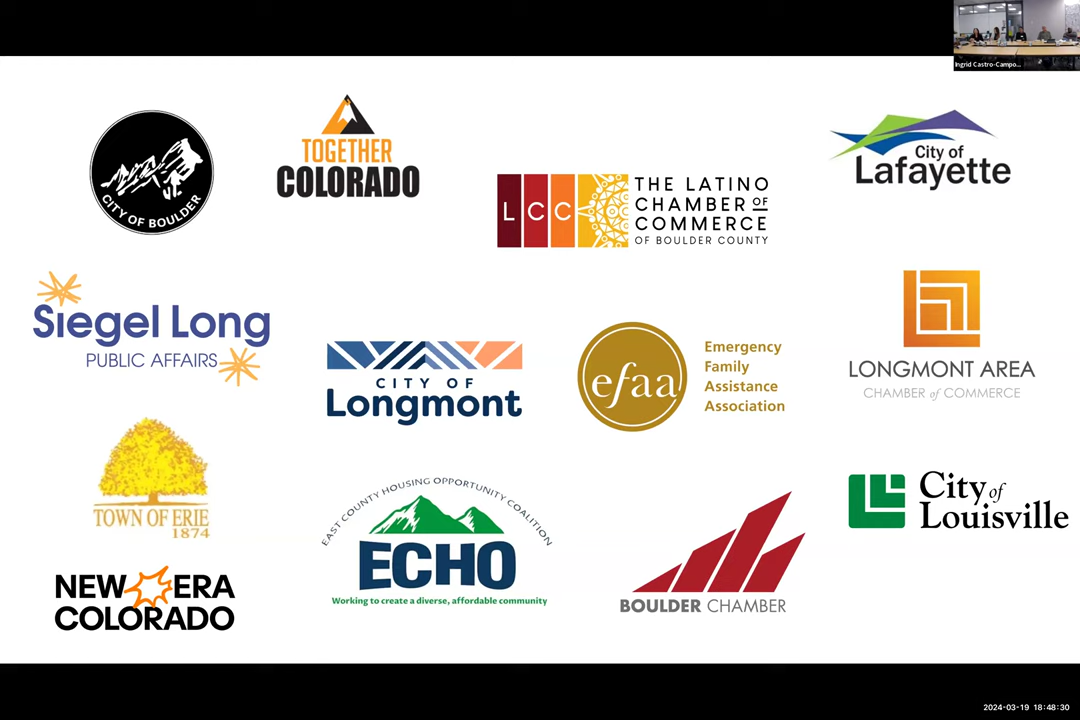 Ingrid Castro-Campo...
CITY OF BOULDER
TOGETHER
COLORADO
LCC
THE LATINO
CHAMBER OF
COMMERCE
OF BOULDER COUNTY
City of
Lafayette
Siegel Long
PUBLIC AFFAIRS
CITY OF
Longmont
efaa
Emergency
Family
Assistance
Association
LONGMONT AREA
CHAMBER of COMMERCE
TOWN OF ERIE
1874
EAST COUNTY HOUSING OPPORTUNITY COALITION
ECHO
Working to create a diverse, affordable community
BOULDER CHAMBER
City of
Louisville
NEW ERA
COLORADO
2024-03-19 18:48:30